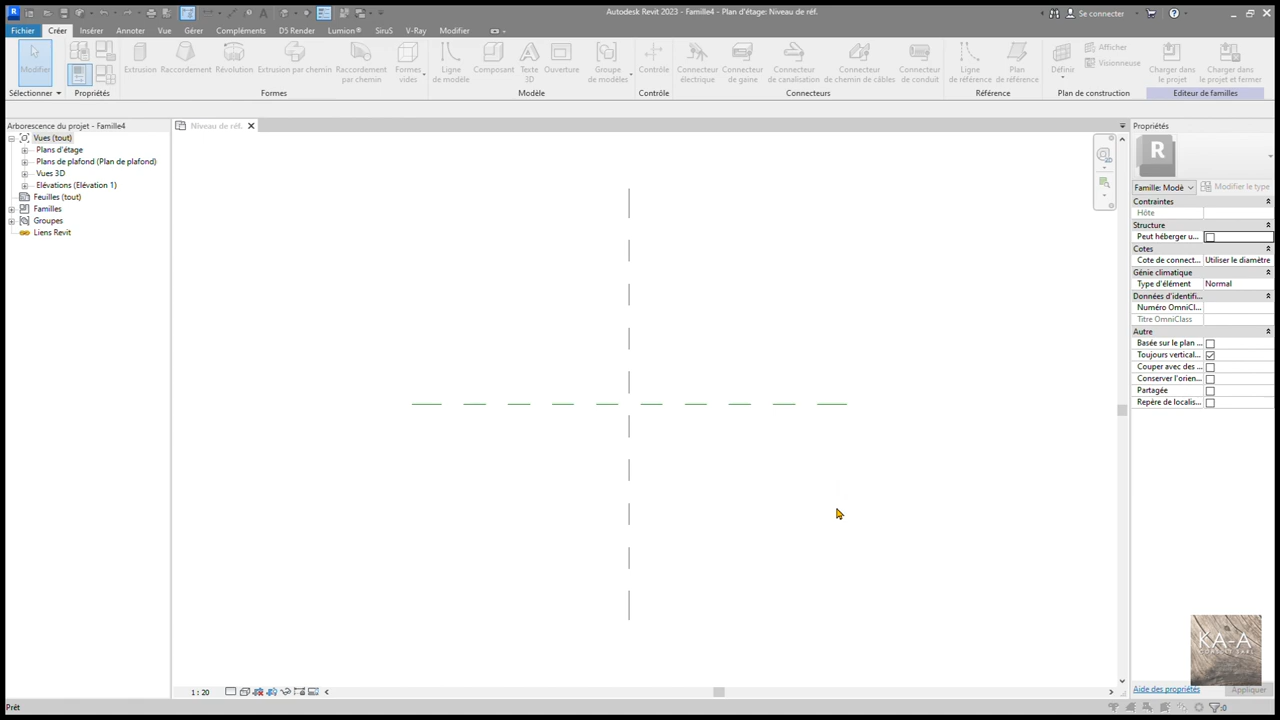 Autodesk Revit 2023 - Famille4 - Plan d'étage: Niveau de réf.
Se connecter
Fichier Créer Insérer Annoter Vue Gérer Compléments D5 Render Lumion® SiruS V-Ray Modifier
Modifier
Extrusion Raccordement Révolution Extrusion par chemin Raccordement par chemin Formes vides
Ligne de modèle Composant Texte 3D Ouverture Groupe modèles
Contrôle
Connecteur électrique Connecteur de gaine Connecteur de canalisation Connecteur de chemin de câbles Connecteur de conduit
Ligne de référence Plan de référence
Définir Afficher Visionneuse
Charger dans le projet Charger dans le projet et fermer
Sélectionner Propriétés Formes Modèle Contrôle Connecteurs Référence Plan de construction Editeur de familles
Arborescence du projet - Famille4
Vues (tout)
Plans d'étage
Plans de plafond (Plan de plafond)
Vues 3D
Elévations (Elévation 1)
Feuilles (tout)
Familles
Groupes
Liens Revit
Niveau de réf.
Propriétés
R
Famille: Modè Modifier le type
Contraintes
Hôte
Structure
Peut héberger u...
Cotes
Cote de connect... Utiliser le diamètre
Génie climatique
Type d'élément Normal
Données d'identifi...
Numéro OmniCl...
Titre OmniClass
Autre
Basée sur le plan ...
Toujours vertical...
Couper avec des ...
Conserver l'orien...
Partagée
Repère de localis...
KA-A
Aide des propriétés Appliquer
1 : 20
Prêt
:0